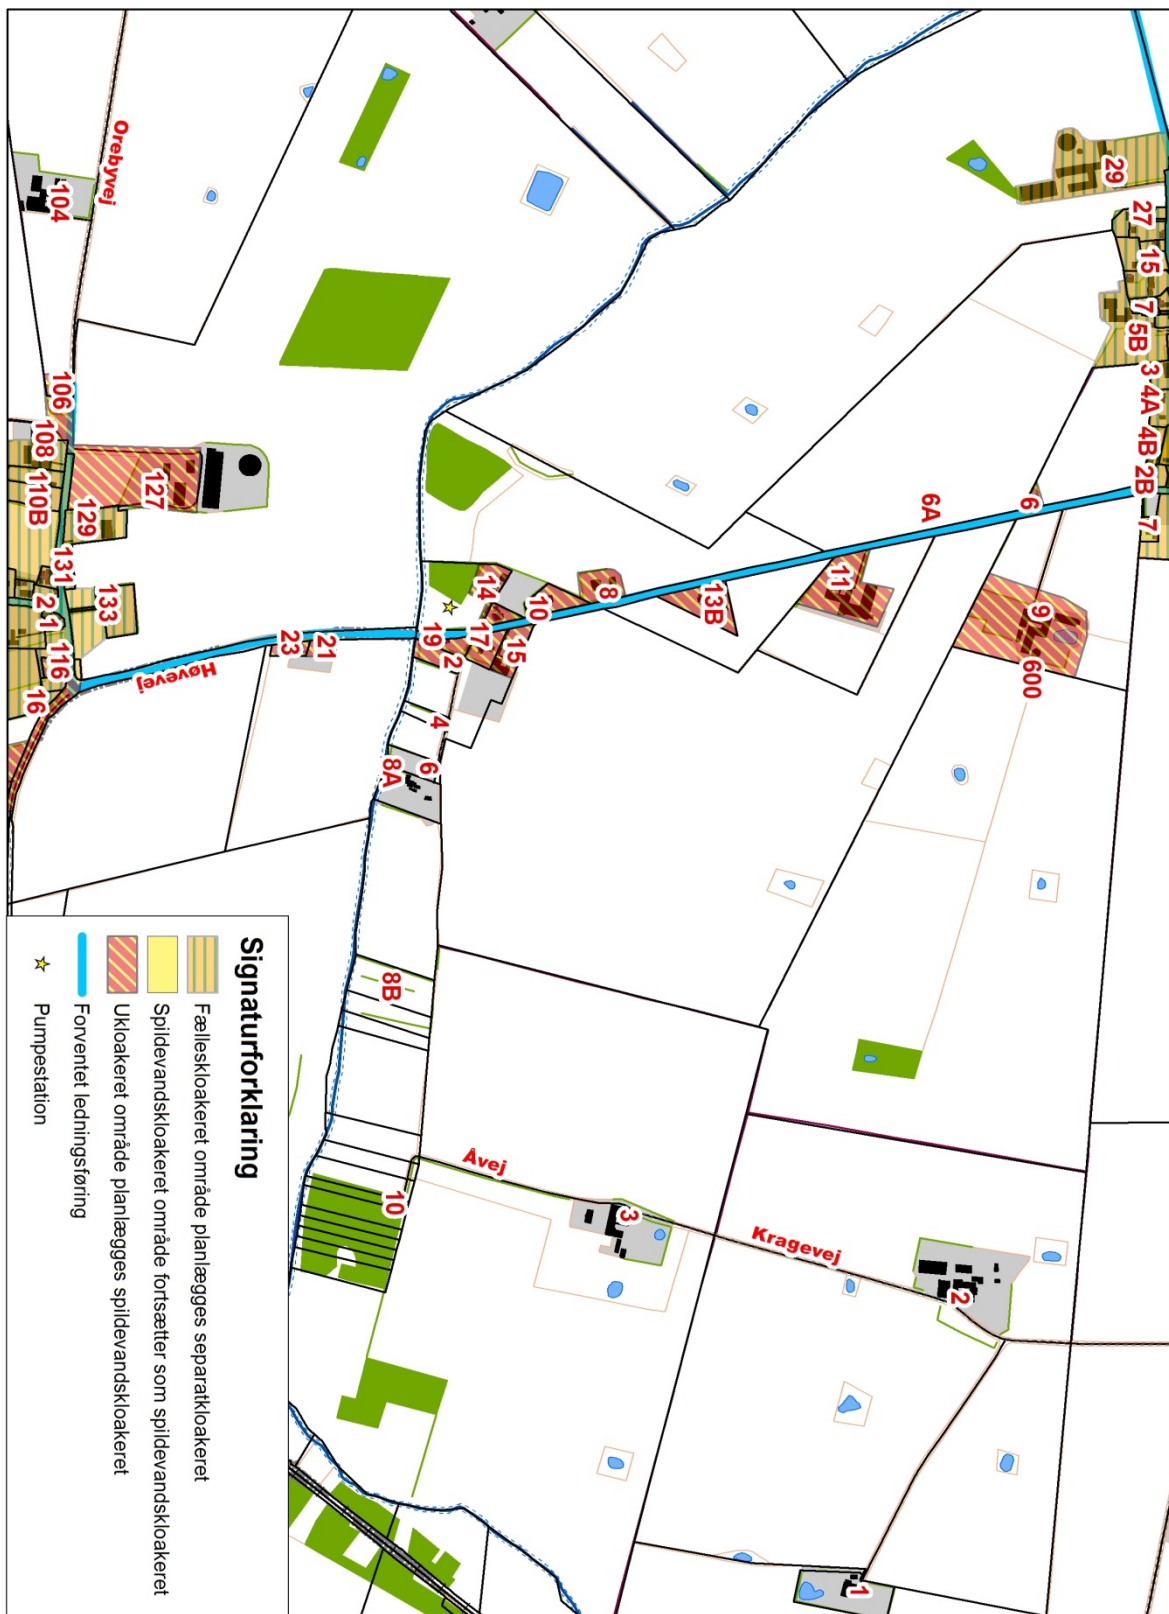 29
27
15
7
5B
3
4A
4B
2B
7
6
6A
9
600
11
13B
8
10
14
17
15
19
2
4
6
8A
8B
10
Åvej
3
Kragevej
2
1
21
23
Høvevej
Orebyvej
104
106
108
110B
127
129
131
133
2
1
116
16
Signaturforklaring
Fælleskloakeret område planlægges separatkloakeret
Spildevandskloakeret område fortsætter som spildevandskloakeret
Ukloakeret område planlægges spildevandskloakeret
Forventet ledningsføring
Pumpestation